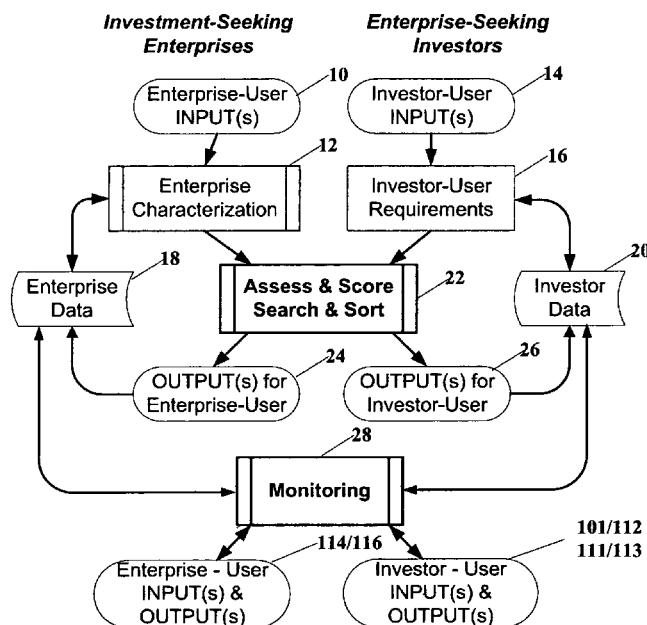 Investment-Seeking
Enterprises
Enterprise-Seeking
Investors
10
Enterprise-User
INPUT(s)
14
Investor-User
INPUT(s)
12
Enterprise
Characterization
16
Investor-User
Requirements
18
Enterprise
Data
Assess & Score
Search & Sort
22
20
Investor
Data
24
OUTPUT(s) for
Enterprise-User
26
OUTPUT(s) for
Investor-User
28
Monitoring
114/116
101/112
111/113
Enterprise - User
INPUT(s) &
OUTPUT(s)
Investor - User
INPUT(s) &
OUTPUT(s)